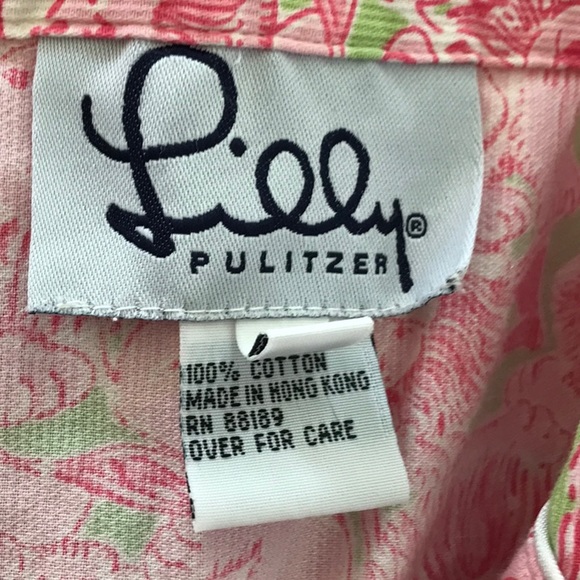 Lilly®
PULITZER
100% COTTON
MADE IN HONG KONG
RN 88189
OVER FOR CARE